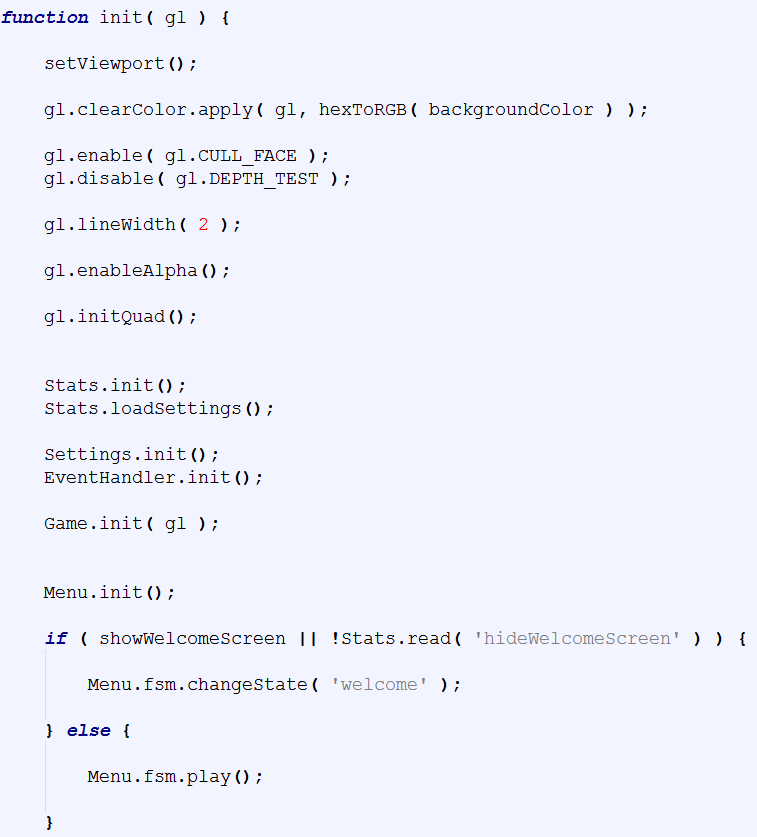 function init( gl ) {
setViewport();
gl.clearColor.apply( gl, hexToRGB( backgroundColor ) );
gl.enable( gl.CULL_FACE );
gl.disable( gl.DEPTH_TEST );
gl.lineWidth( 2 );
gl.enableAlpha();
gl.initQuad();
Stats.init();
Stats.loadSettings();
Settings.init();
EventHandler.init();
Game.init( gl );
Menu.init();
if ( showWelcomeScreen || !Stats.read( 'hideWelcomeScreen' ) ) {
Menu.fsm.changeState( 'welcome' );
} else {
Menu.fsm.play();
}